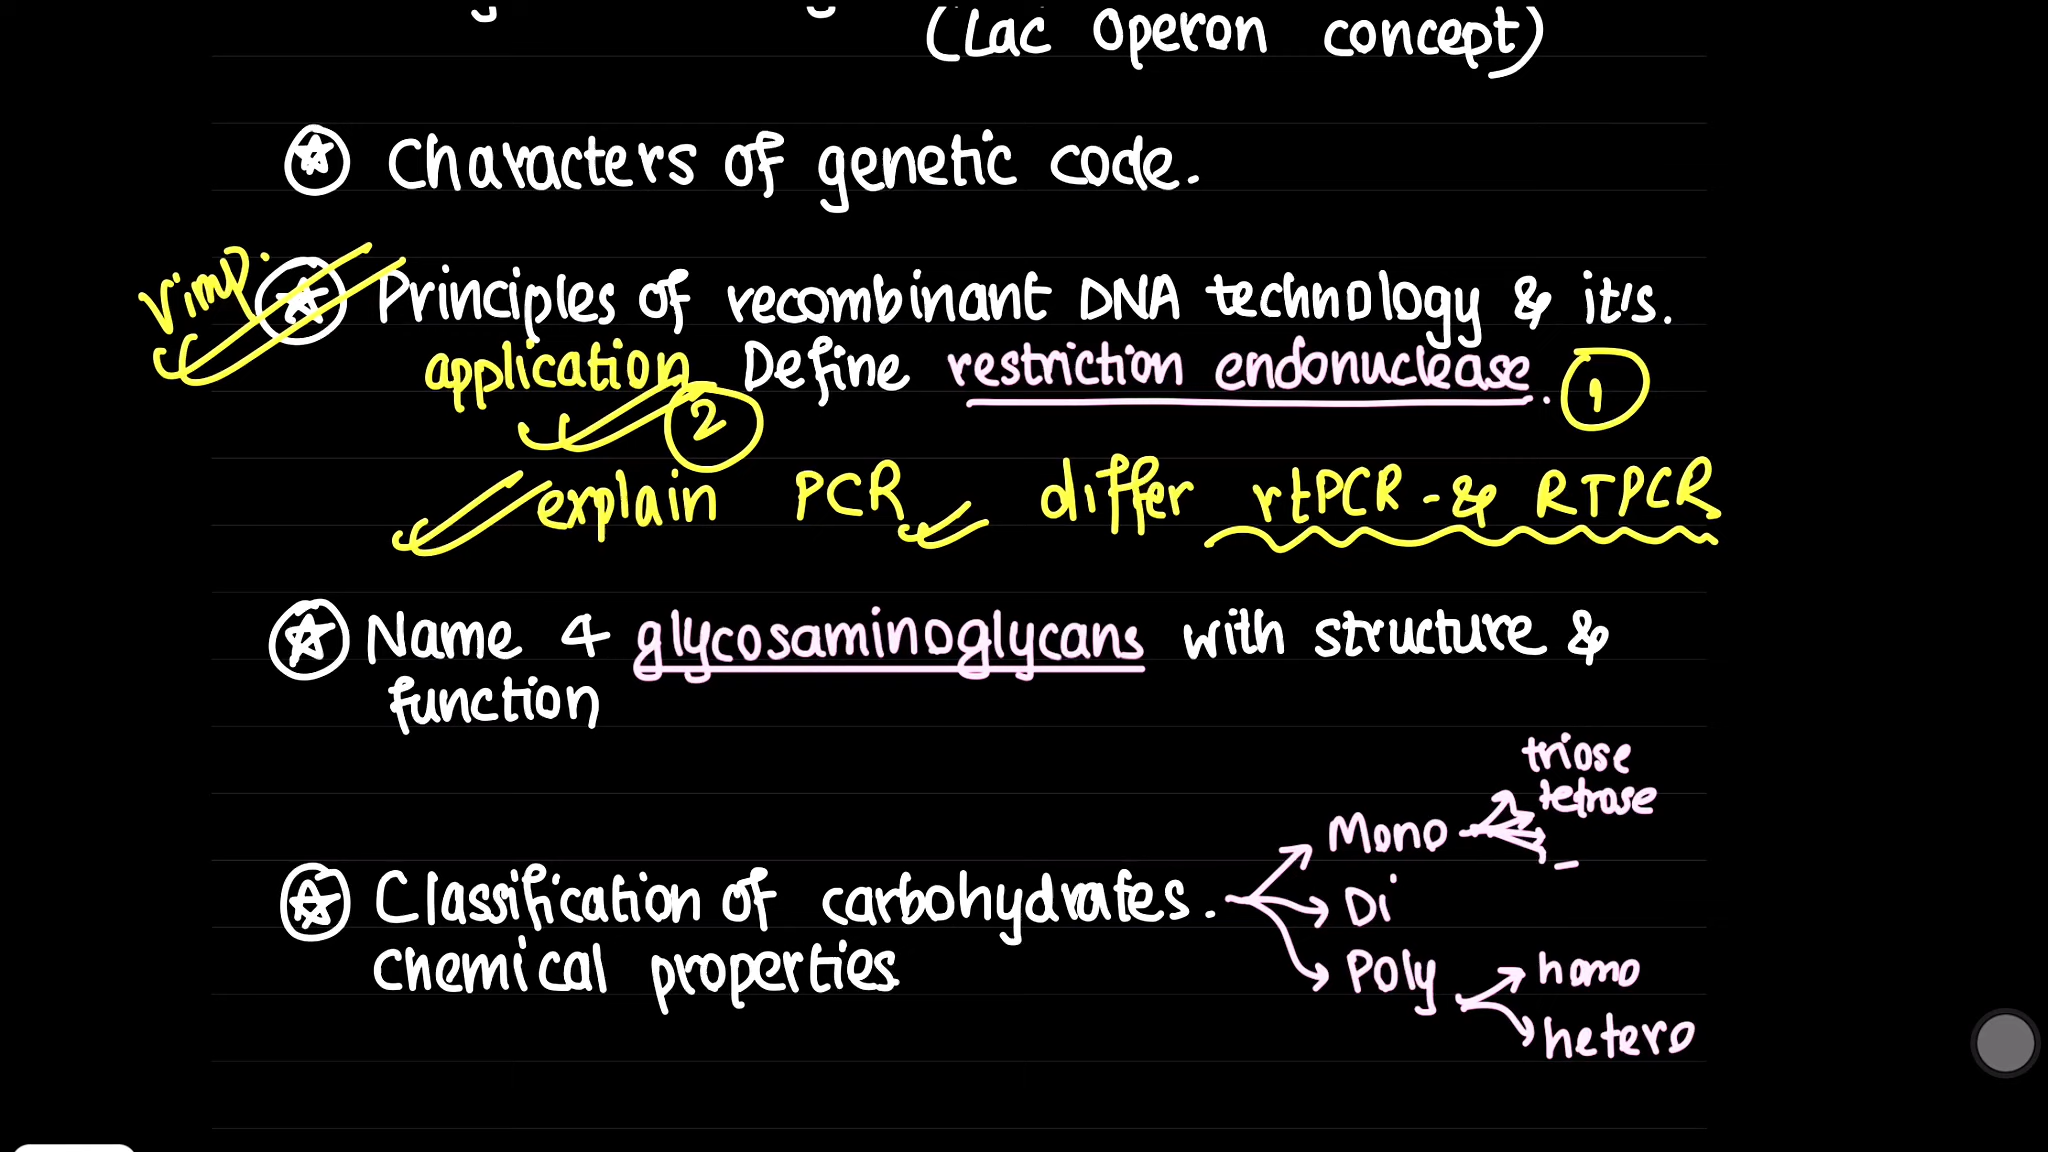 (Lac Operon concept)
Characters of genetic code.
V.imp. Principles of recombinant DNA technology & it's.
application Define restriction endonuclease. 1
2
explain PCR differ rtPCR - & RTPCR
Name 4 glycosaminoglycans with structure &
function
triose
tetrose
Mono
Classification of carbohydrates.
Di
chemical properties
Poly
homo
hetero